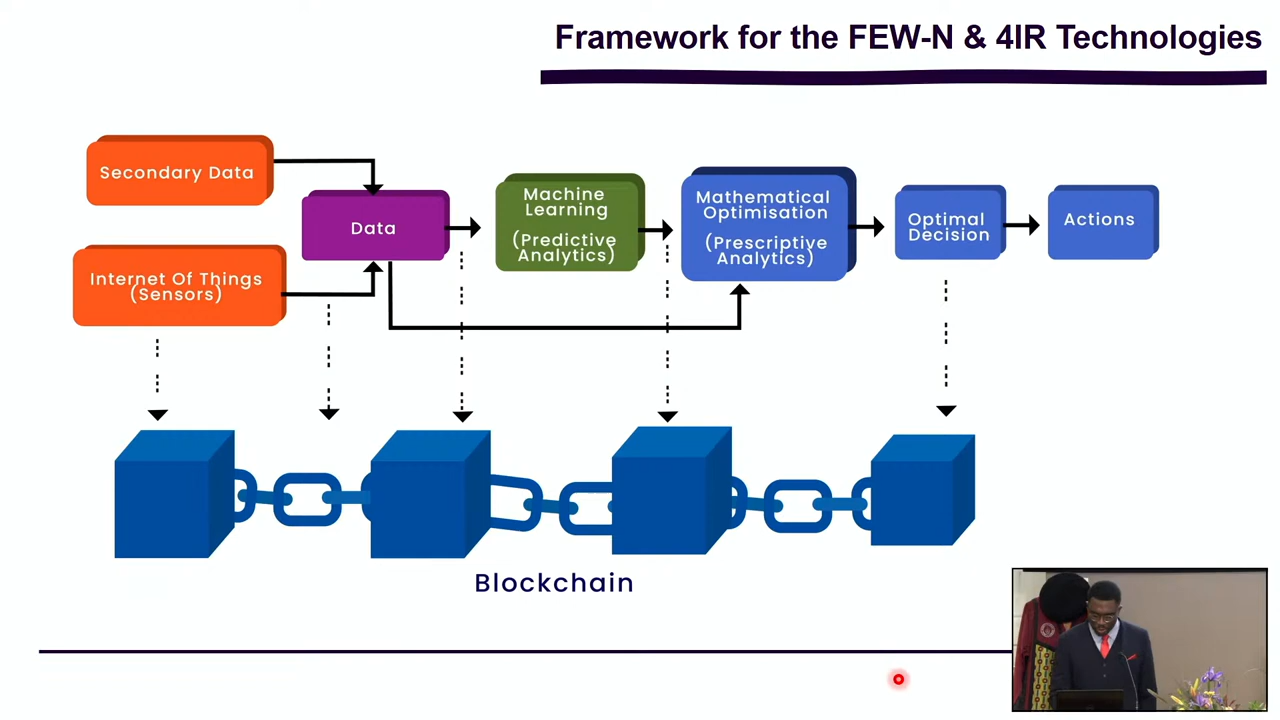 Framework for the FEW-N & 4IR Technologies
Secondary Data
Internet Of Things
(Sensors)
Data
Machine
Learning
(Predictive
Analytics)
Mathematical
Optimisation
(Prescriptive
Analytics)
Optimal
Decision
Actions
Blockchain